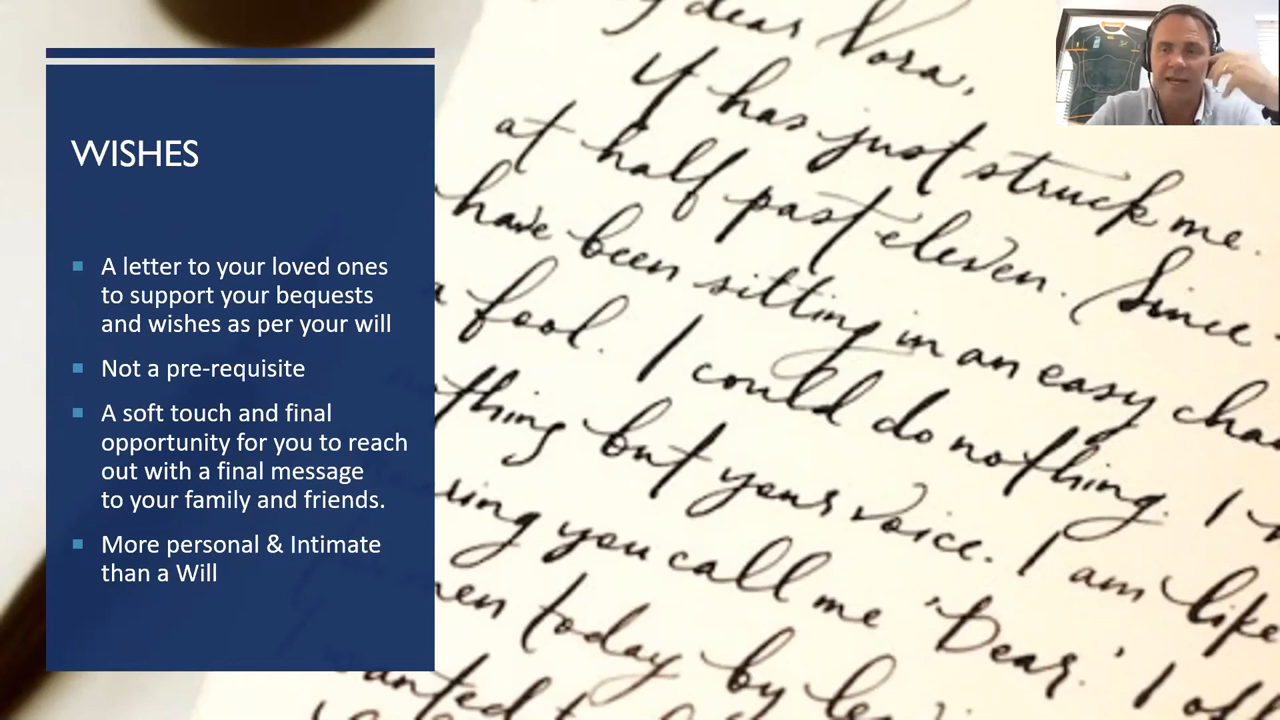 WISHES
A letter to your loved ones
to support your bequests
and wishes as per your will
Not a pre-requisite
A soft touch and final
opportunity for you to reach
out with a final message
to your family and friends.
More personal & Intimate
than a Will
dear Nora,
It has just struck me.
at half past eleven. Since
have been sitting in an easy
fool. I could do nothing. I
but your voice. I am like
you call me 'Dear.' I
today by